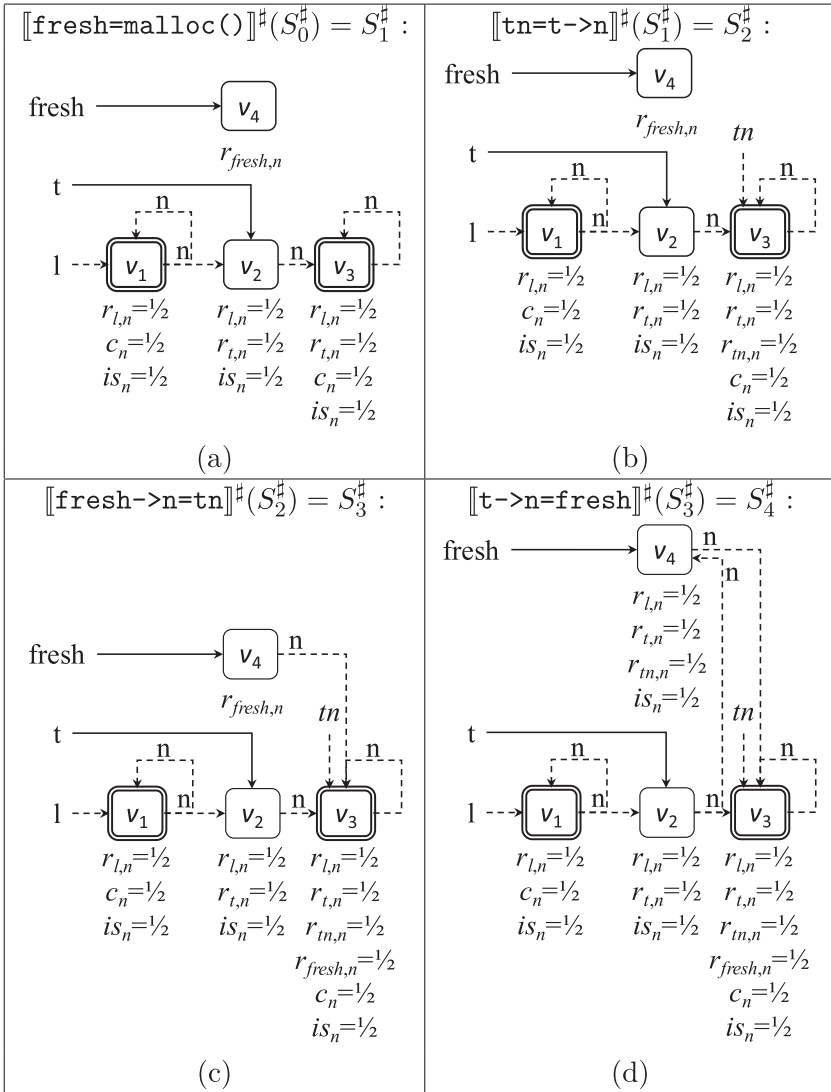 ⟦fresh=malloc()⟧♯(S₀♯) = S₁♯ :
fresh
v₄
r_fresh,n
t
n
n
l
v₁
n
v₂
n
v₃
r_l,n=½
r_l,n=½
r_l,n=½
c_n=½
r_t,n=½
r_t,n=½
is_n=½
is_n=½
c_n=½
is_n=½
(a)
⟦tn=t->n⟧♯(S₁♯) = S₂♯ :
fresh
v₄
r_fresh,n
tn
t
n
n
l
v₁
n
v₂
n
v₃
r_l,n=½
r_l,n=½
r_l,n=½
c_n=½
r_t,n=½
r_t,n=½
is_n=½
is_n=½
r_tn,n=½
c_n=½
is_n=½
(b)
⟦fresh->n=tn⟧♯(S₂♯) = S₃♯ :
fresh
v₄
n
r_fresh,n
tn
t
n
n
l
v₁
n
v₂
n
v₃
r_l,n=½
r_l,n=½
r_l,n=½
c_n=½
r_t,n=½
r_t,n=½
is_n=½
is_n=½
r_tn,n=½
r_fresh,n=½
c_n=½
is_n=½
(c)
⟦t->n=fresh⟧♯(S₃♯) = S₄♯ :
n
fresh
v₄
n
r_l,n=½
r_t,n=½
r_tn,n=½
is_n=½
tn
t
n
n
l
v₁
n
v₂
n
v₃
r_l,n=½
r_l,n=½
r_l,n=½
c_n=½
r_t,n=½
r_t,n=½
is_n=½
is_n=½
r_tn,n=½
r_fresh,n=½
c_n=½
is_n=½
(d)